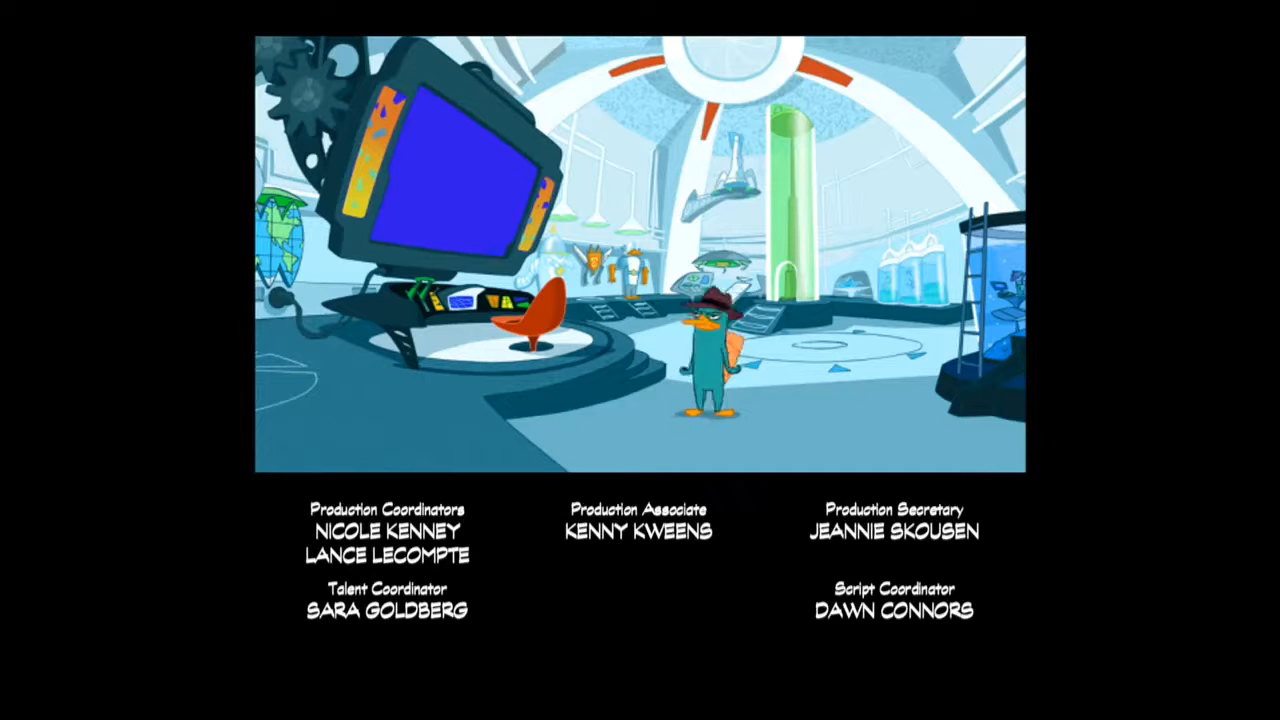 Production Coordinators
NICOLE KENNEY
LANCE LECOMPTE
Production Associate
KENNY KWEENS
Production Secretary
JEANNIE SKOUSEN
Talent Coordinator
SARA GOLDBERG
Script Coordinator
DAWN CONNORS